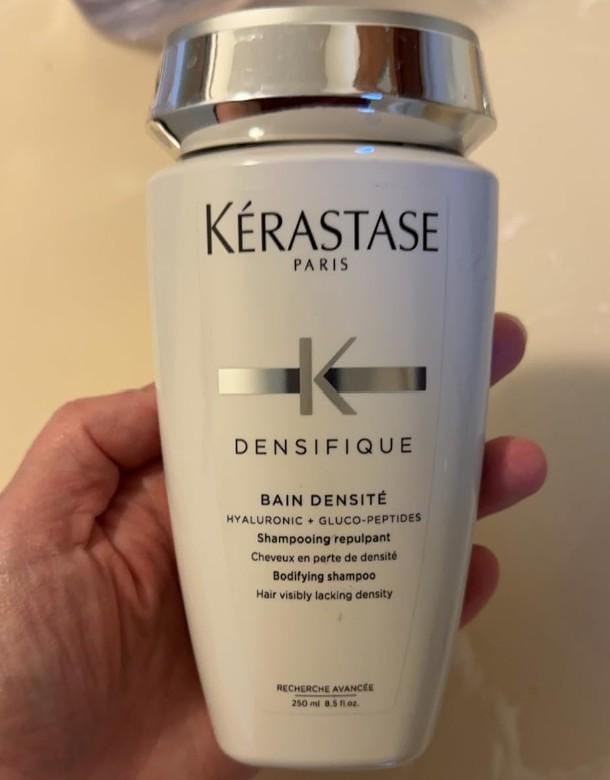 KÉRASTASE
PARIS
K
DENSIFIQUE
BAIN DENSITÉ
HYALURONIC + GLUCO-PEPTIDES
Shampooing repulpant
Cheveux en perte de densité
Bodifying shampoo
Hair visibly lacking density
RECHERCHE AVANCÉE
250 ml 8.5 fl.oz.